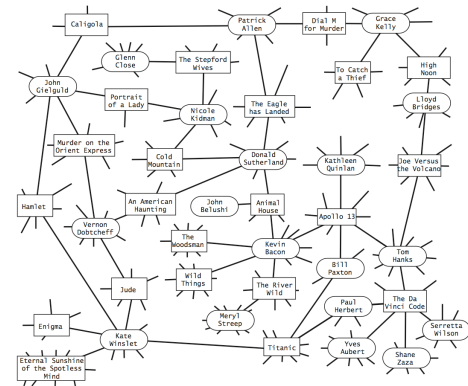 Caligola
Patrick
Allen
Dial M
for Murder
Grace
Kelly
Glenn
Close
The Stepford
Wives
To Catch
a Thief
High
Noon
John
Gielguld
Portrait
of a Lady
Nicole
Kidman
The Eagle
has Landed
Lloyd
Bridges
Murder on the
Orient Express
Cold
Mountain
Donald
Sutherland
Kathleen
Quinlan
Joe Versus
the Volcano
Hamlet
An American
Haunting
John
Belushi
Animal
House
Apollo 13
Vernon
Dobtcheff
The
Woodsman
Kevin
Bacon
Tom
Hanks
Bill
Paxton
Wild
Things
Jude
The River
Wild
Paul
Herbert
The Da
Vinci Code
Enigma
Meryl
Streep
Serretta
Wilson
Kate
Winslet
Titanic
Yves
Aubert
Shane
Zaza
Eternal Sunshine
of the Spotless
Mind